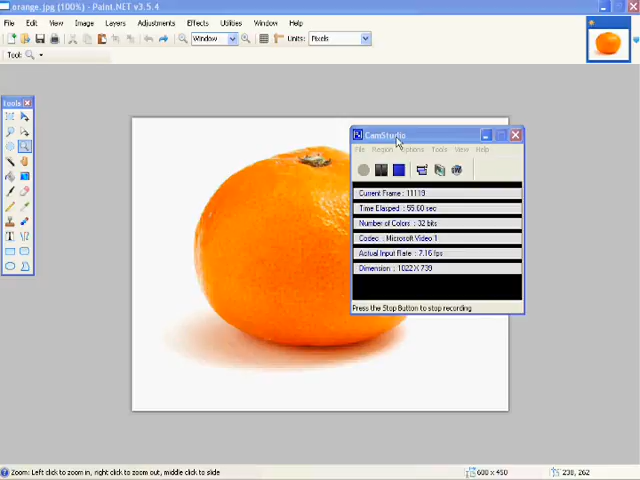 orange.jpg (100%) - Paint.NET v3.5.4
File Edit View Image Layers Adjustments Effects Utilities Window Help
Window Units: Pixels
Tool:
Tools
CamStudio
File Region Options Tools View Help
Current Frame : 11119
Time Elapsed : 55.60 sec
Number of Colors : 32 bits
Codec : Microsoft Video 1
Actual Input Rate : 7.16 fps
Dimension : 1022 X 739
Press the Stop Button to stop recording
Zoom: Left click to zoom in, right click to zoom out, middle click to slide
600 x 450
238, 262